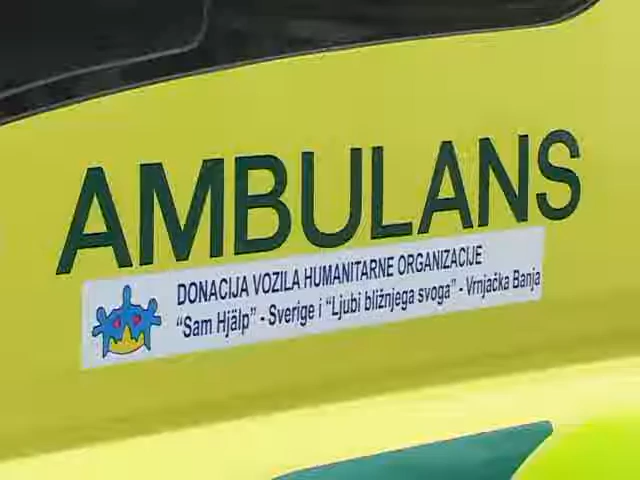 AMBULANS
DONACIJA VOZILA HUMANITARNE ORGANIZACIJE
"Sam Hjälp" - Sverige i "Ljubi bližnjega svoga" - Vrnjačka Banja